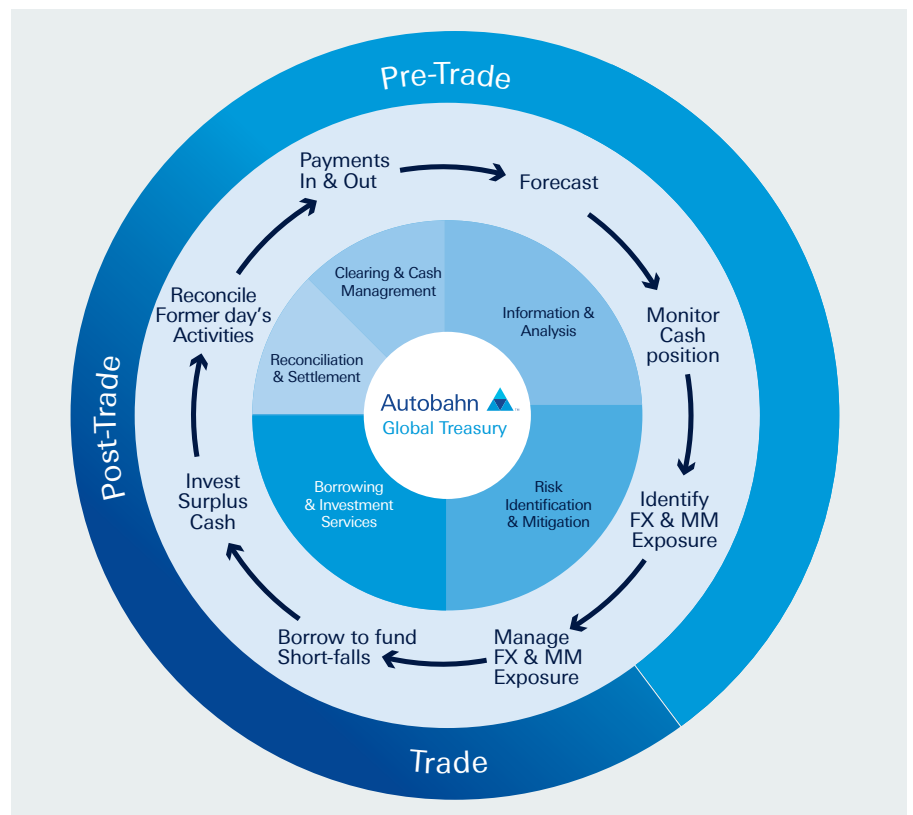 Pre-Trade
Payments
In & Out
Forecast
Clearing & Cash
Management
Information &
Analysis
Reconcile
Former day's
Activities
Monitor
Cash
position
Reconciliation
& Settlement
Autobahn
Global Treasury
Post-Trade
Invest
Surplus
Cash
Borrowing
& Investment
Services
Risk
Identification
& Mitigation
Identify
FX & MM
Exposure
Borrow to fund
Short-falls
Manage
FX & MM
Exposure
Trade